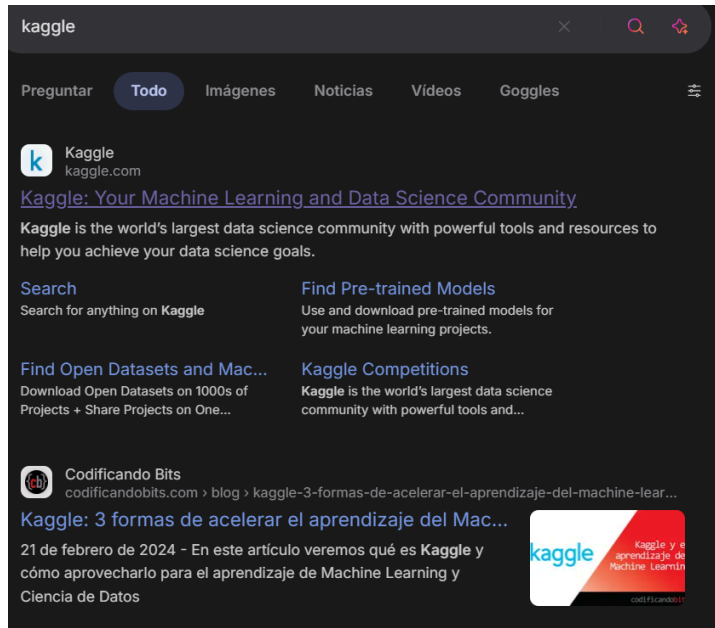 kaggle
Preguntar Todo Imágenes Noticias Vídeos Goggles
k
Kaggle
kaggle.com
Kaggle: Your Machine Learning and Data Science Community
Kaggle is the world's largest data science community with powerful tools and resources to
help you achieve your data science goals.
Search
Search for anything on Kaggle
Find Pre-trained Models
Use and download pre-trained models for
your machine learning projects.
Find Open Datasets and Mac...
Download Open Datasets on 1000s of
Projects + Share Projects on One...
Kaggle Competitions
Kaggle is the world's largest data science
community with powerful tools and...
{cb}
Codificando Bits
codificandobits.com › blog › kaggle-3-formas-de-acelerar-el-aprendizaje-del-machine-lear...
Kaggle: 3 formas de acelerar el aprendizaje del Mac...
21 de febrero de 2024 - En este artículo veremos qué es Kaggle y
cómo aprovecharlo para el aprendizaje de Machine Learning y
Ciencia de Datos
kaggle
Kaggle y e
aprendizaje de
Machine Learnin
codificandobit